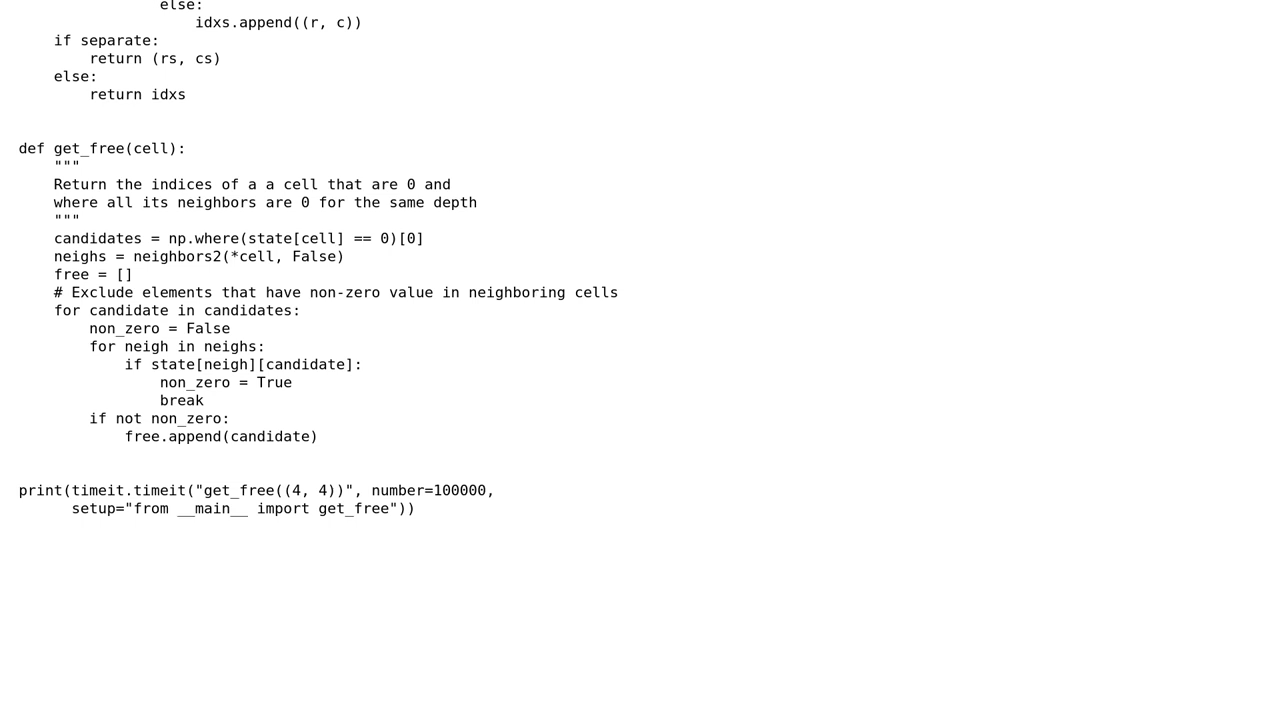 else:
                    idxs.append((r, c))
    if separate:
        return (rs, cs)
    else:
        return idxs


def get_free(cell):
    """
    Return the indices of a a cell that are 0 and
    where all its neighbors are 0 for the same depth
    """
    candidates = np.where(state[cell] == 0)[0]
    neighs = neighbors2(*cell, False)
    free = []
    # Exclude elements that have non-zero value in neighboring cells
    for candidate in candidates:
        non_zero = False
        for neigh in neighs:
            if state[neigh][candidate]:
                non_zero = True
                break
        if not non_zero:
            free.append(candidate)


print(timeit.timeit("get_free((4, 4))", number=100000,
      setup="from __main__ import get_free"))